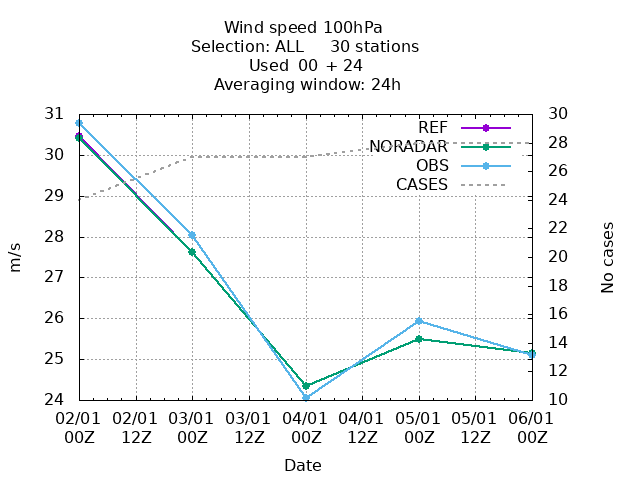 Wind speed 100hPa
Selection: ALL 30 stations
Used 00 + 24
Averaging window: 24h
31
30
29
28
27
26
25
24
m/s
30
28
26
24
22
20
18
16
14
12
10
No cases
REF
NORADAR
OBS
CASES
02/01 02/01 03/01 03/01 04/01 04/01 05/01 05/01 06/01
00Z 12Z 00Z 12Z 00Z 12Z 00Z 12Z 00Z
Date